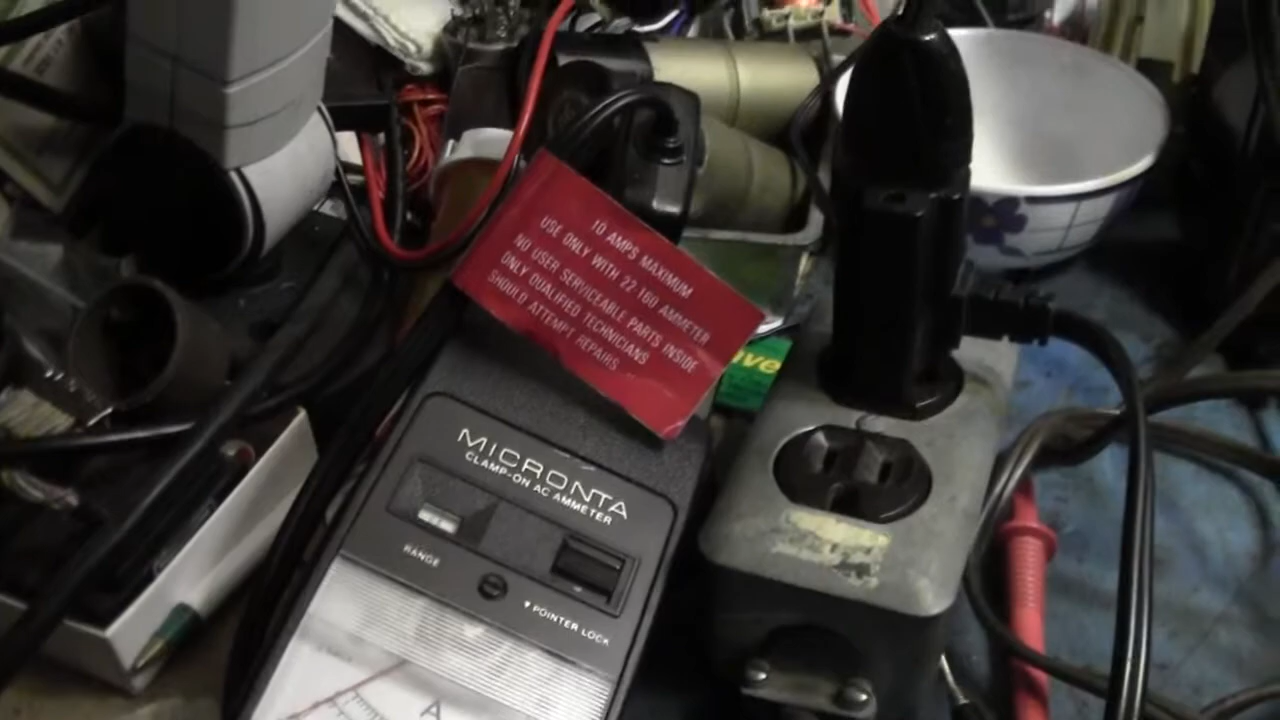 10 AMPS MAXIMUM
USE ONLY WITH 22-160 AMMETER
NO USER SERVICEABLE PARTS INSIDE
ONLY QUALIFIED TECHNICIANS
SHOULD ATTEMPT REPAIRS
MICRONTA
CLAMP-ON AC AMMETER
RANGE
▼ POINTER LOCK
A